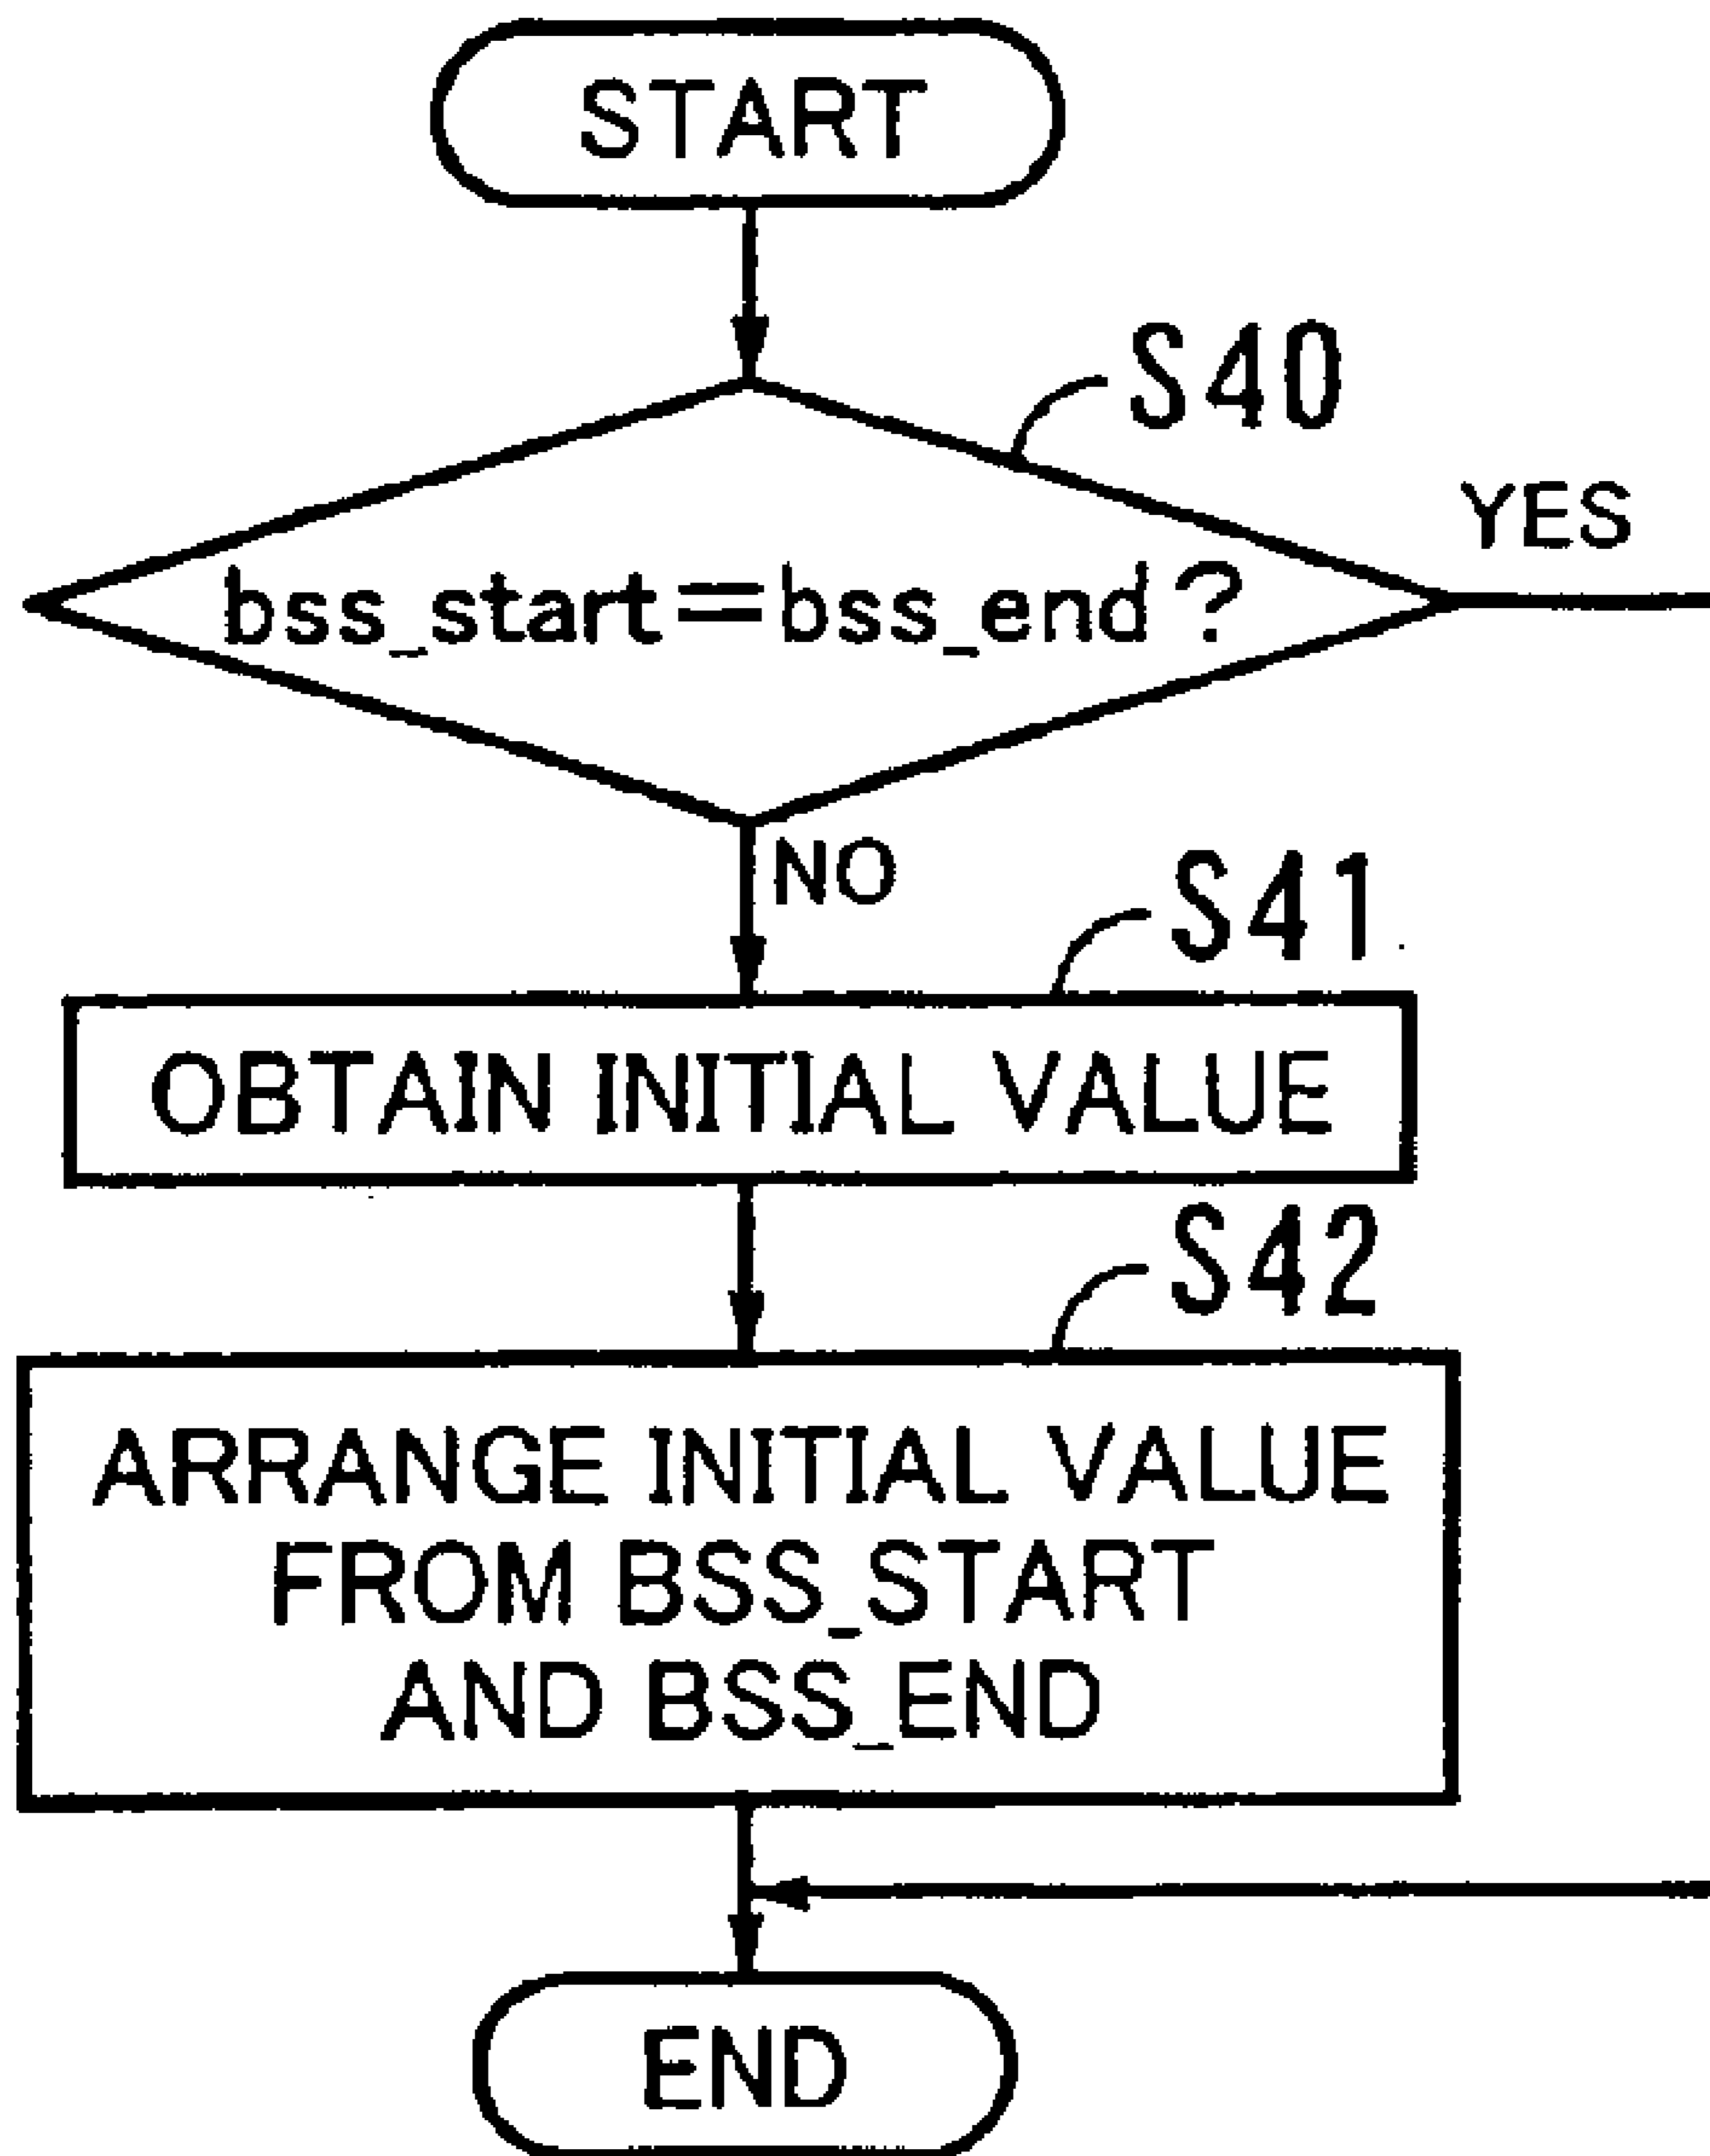 START
S40
YES
bss_start=bss_end?
NO
S41
OBTAIN INITIAL VALUE
S42
ARRANGE INITIAL VALUE
FROM BSS_START
AND BSS_END
END